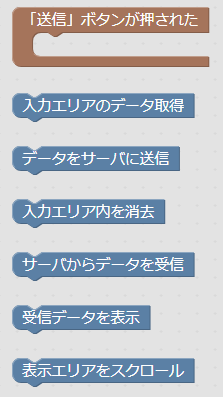 「送信」ボタンが押された
入力エリアのデータ取得
データをサーバに送信
入力エリア内を消去
サーバからデータを受信
受信データを表示
表示エリアをスクロール